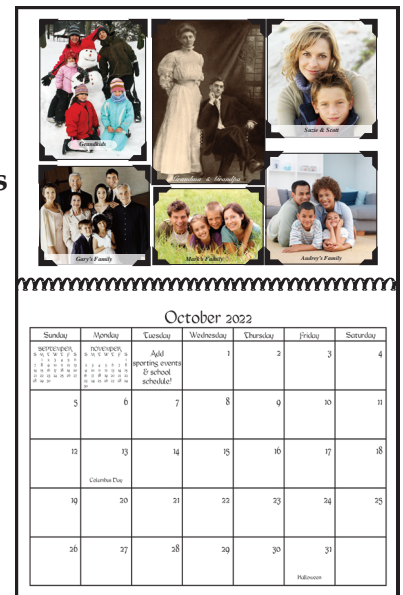 s
Grandkids
Grandma & Grandpa
Suzie & Scott
Gary's Family
Mark's Family
Audrey's Family
October 2022
Sunday Monday Tuesday Wednesday Thursday Friday Saturday
SEPTEMBER NOVEMBER Add sporting events & school schedule! 1 2 3 4
5 6 7 8 9 10 11
12 13 14 15 16 17 18
Columbus Day
19 20 21 22 23 24 25
26 27 28 29 30 31
Halloween